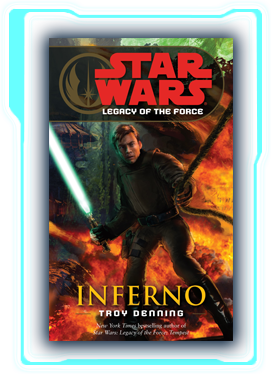 STAR
WARS
LEGACY OF THE FORCE
INFERNO
TROY DENNING
New York Times bestselling author of
Star Wars: Legacy of the Force: Tempest